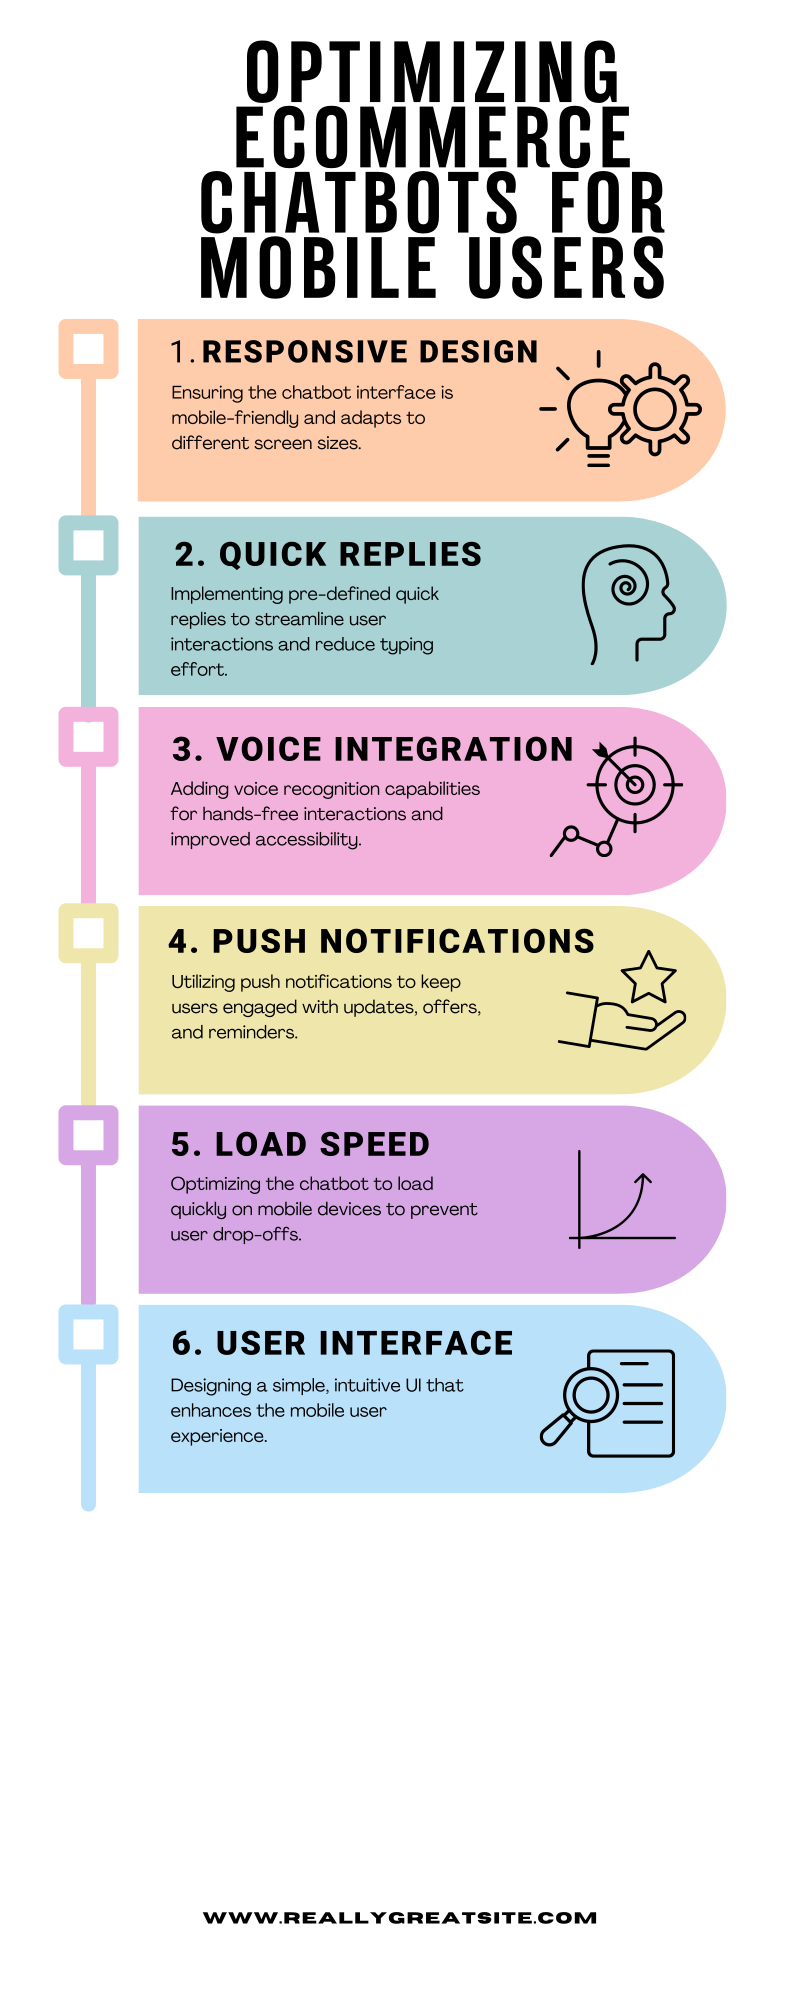 OPTIMIZING
ECOMMERCE
CHATBOTS FOR
MOBILE USERS
1. RESPONSIVE DESIGN
Ensuring the chatbot interface is
mobile-friendly and adapts to
different screen sizes.
2. QUICK REPLIES
Implementing pre-defined quick
replies to streamline user
interactions and reduce typing
effort.
3. VOICE INTEGRATION
Adding voice recognition capabilities
for hands-free interactions and
improved accessibility.
4. PUSH NOTIFICATIONS
Utilizing push notifications to keep
users engaged with updates, offers,
and reminders.
5. LOAD SPEED
Optimizing the chatbot to load
quickly on mobile devices to prevent
user drop-offs.
6. USER INTERFACE
Designing a simple, intuitive UI that
enhances the mobile user
experience.
WWW.REALLYGREATSITE.COM